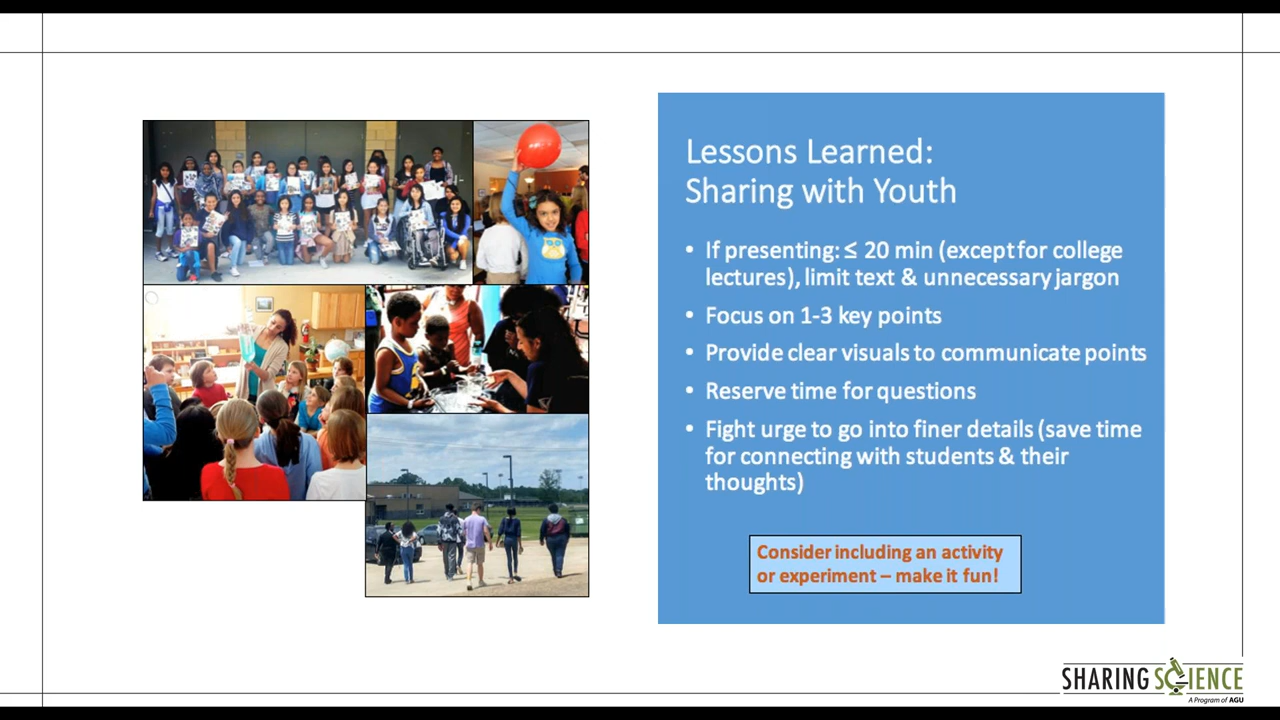 Lessons Learned:
Sharing with Youth
• If presenting: ≤ 20 min (except for college
lectures), limit text & unnecessary jargon
• Focus on 1-3 key points
• Provide clear visuals to communicate points
• Reserve time for questions
• Fight urge to go into finer details (save time
for connecting with students & their
thoughts)
Consider including an activity
or experiment – make it fun!
SHARING SCIENCE
A Program of AGU